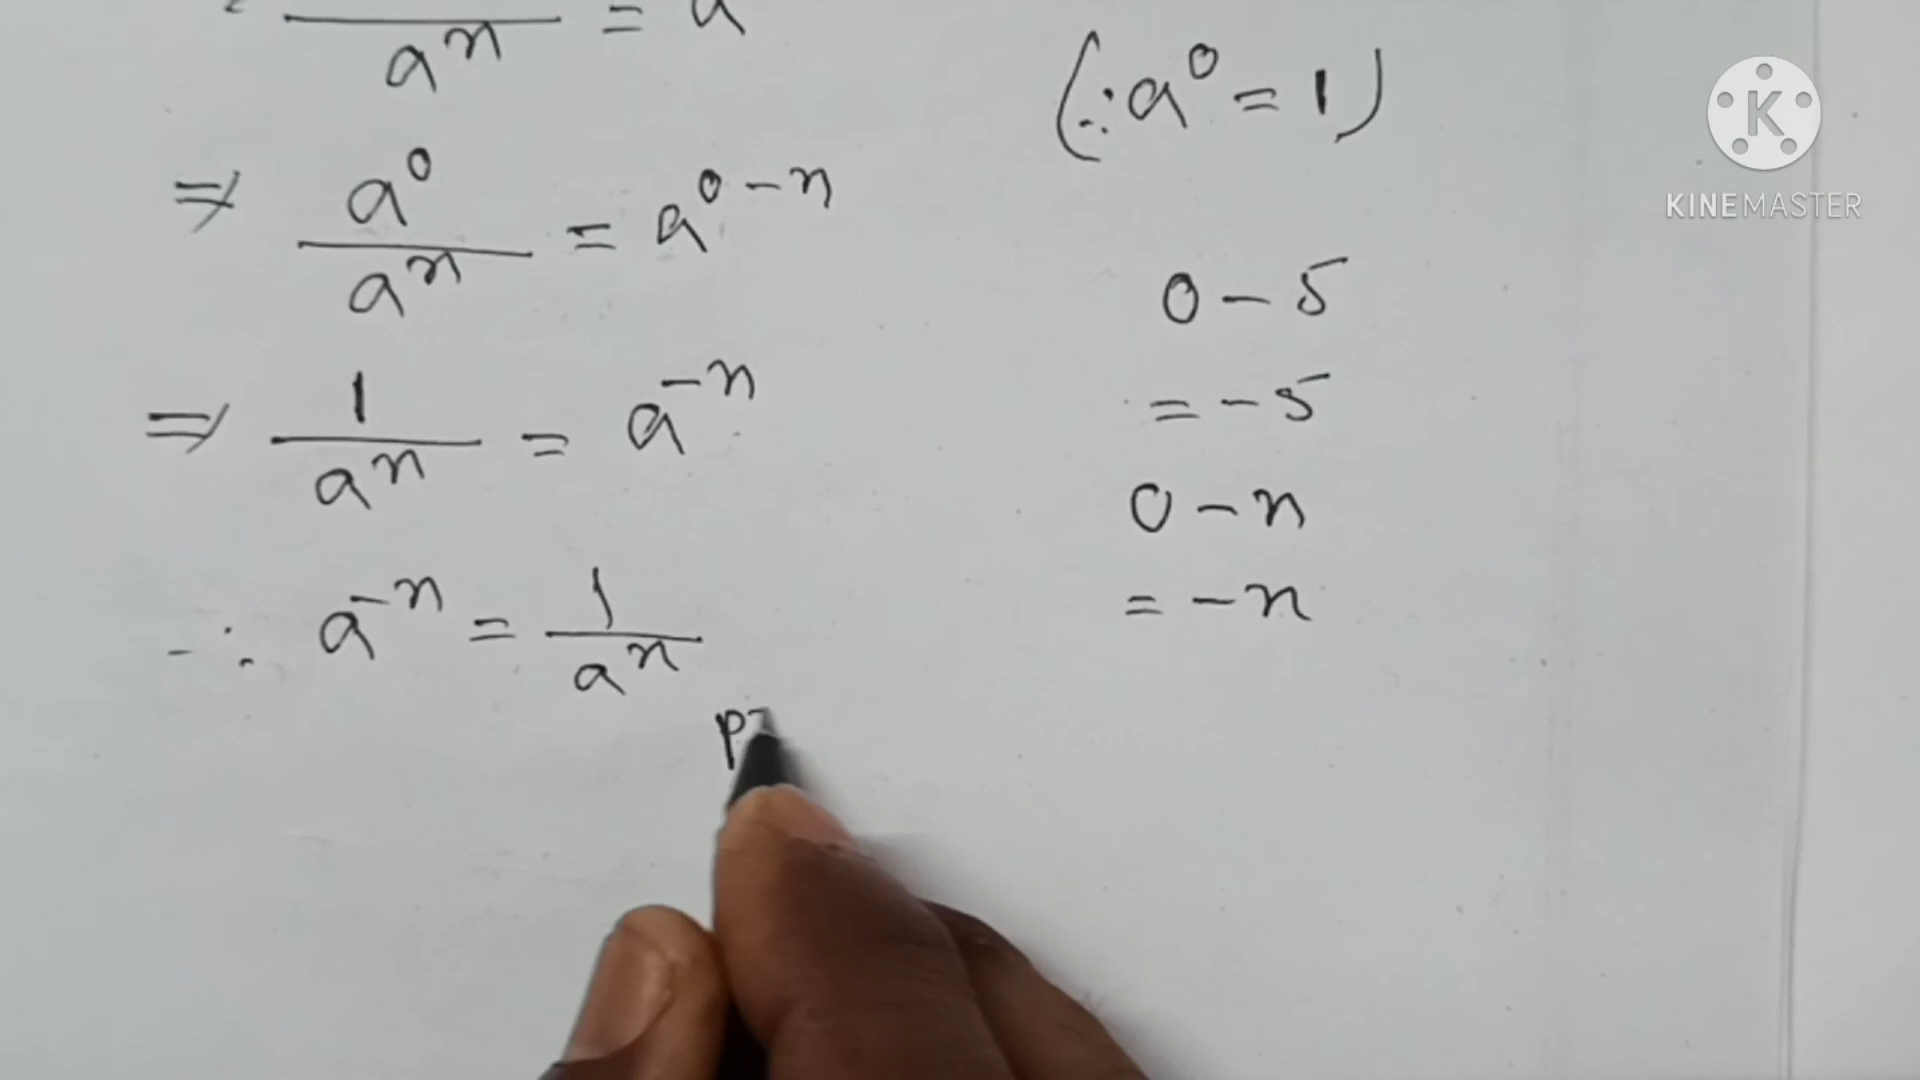 aⁿ = a
(∵ a⁰ = 1)
⇒ a⁰/aⁿ = a⁰⁻ⁿ
0 - 5
⇒ 1/aⁿ = a⁻ⁿ
= -5
0 - n
∴ a⁻ⁿ = 1/aⁿ
= -n
K
KINEMASTER